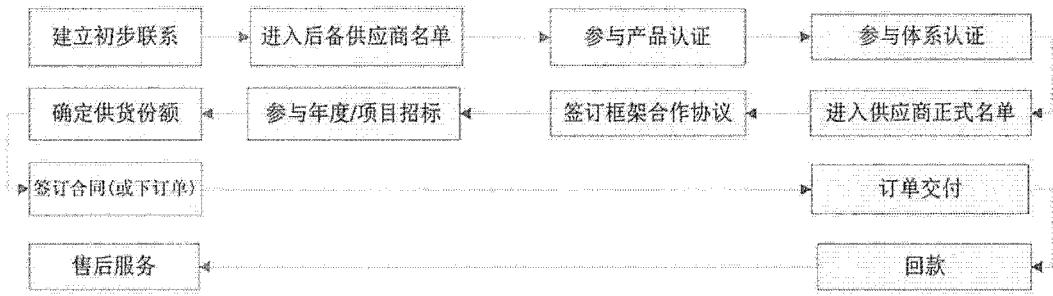 建立初步联系
进入后备供应商名单
参与产品认证
参与体系认证
进入供应商正式名单
签订框架合作协议
参与年度/项目招标
确定供货份额
签订合同(或下订单)
订单交付
回款
售后服务